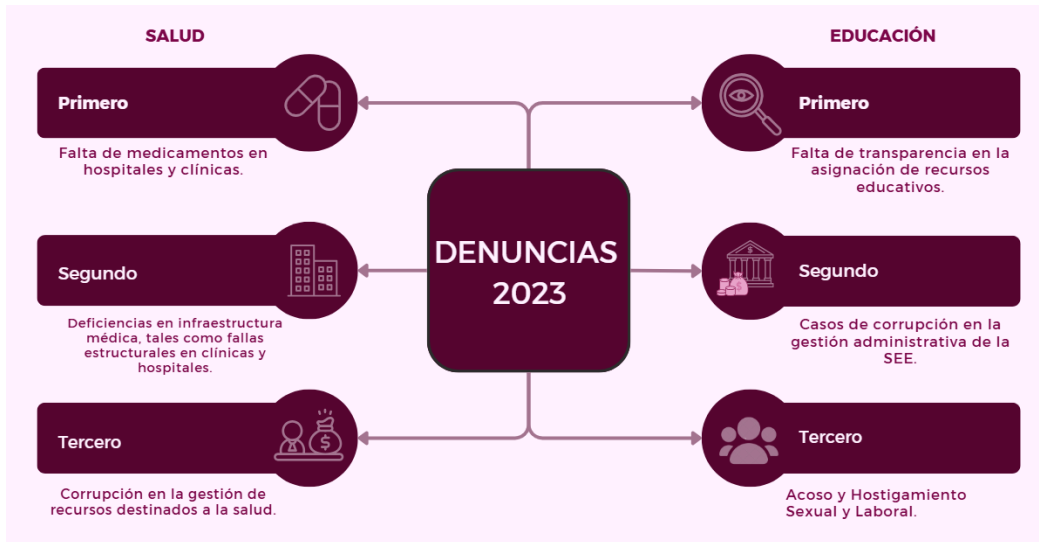 SALUD
Primero
Falta de medicamentos en
hospitales y clínicas.
Segundo
Deficiencias en infraestructura
médica, tales como fallas
estructurales en clínicas y
hospitales.
Tercero
Corrupción en la gestión de
recursos destinados a la salud.
DENUNCIAS
2023
EDUCACIÓN
Primero
Falta de transparencia en la
asignación de recursos
educativos.
Segundo
Casos de corrupción en la
gestión administrativa de la
SEE.
Tercero
Acoso y Hostigamiento
Sexual y Laboral.